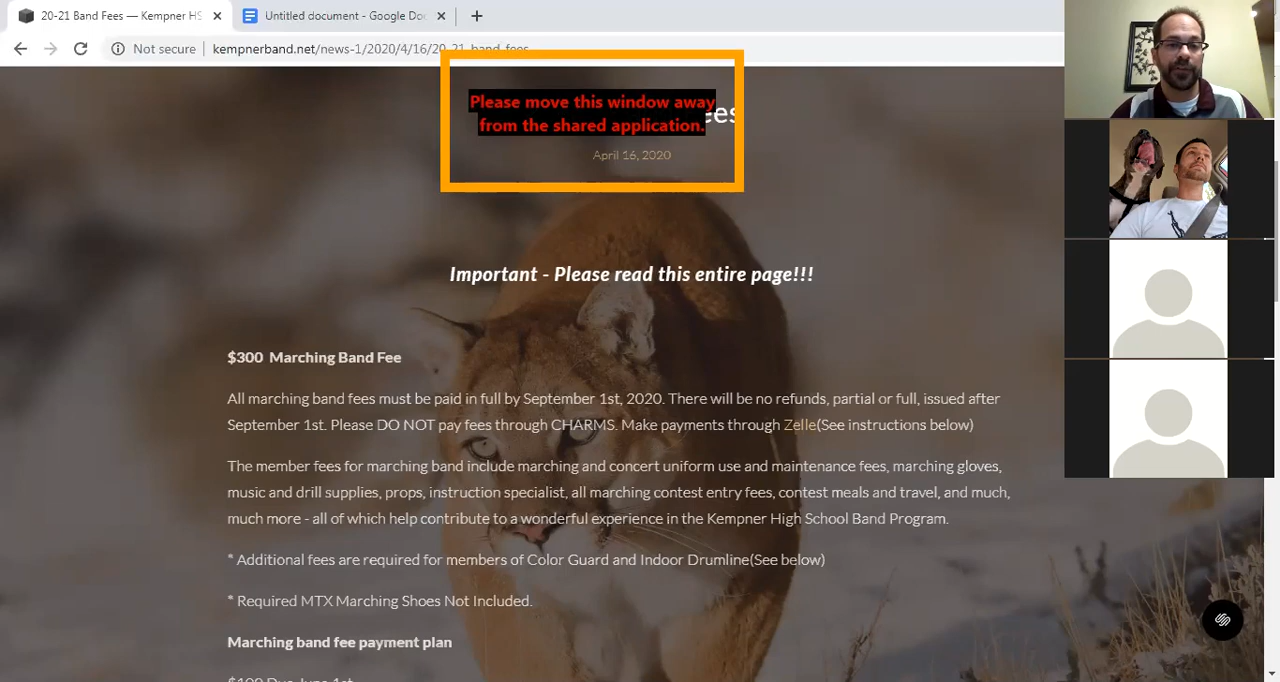 20-21 Band Fees — Kempner HS
Untitled document - Google Doc
Not secure
kempnerband.net/news-1/2020/4/16/20_21_band_fees
Please move this window away
from the shared application.
April 16, 2020
Important - Please read this entire page!!!
$300 Marching Band Fee
All marching band fees must be paid in full by September 1st, 2020. There will be no refunds, partial or full, issued after
September 1st. Please DO NOT pay fees through CHARMS. Make payments through Zelle(See instructions below)
The member fees for marching band include marching and concert uniform use and maintenance fees, marching gloves,
music and drill supplies, props, instruction specialist, all marching contest entry fees, contest meals and travel, and much,
much more - all of which help contribute to a wonderful experience in the Kempner High School Band Program.
* Additional fees are required for members of Color Guard and Indoor Drumline(See below)
* Required MTX Marching Shoes Not Included.
Marching band fee payment plan
$100 Due June 1st